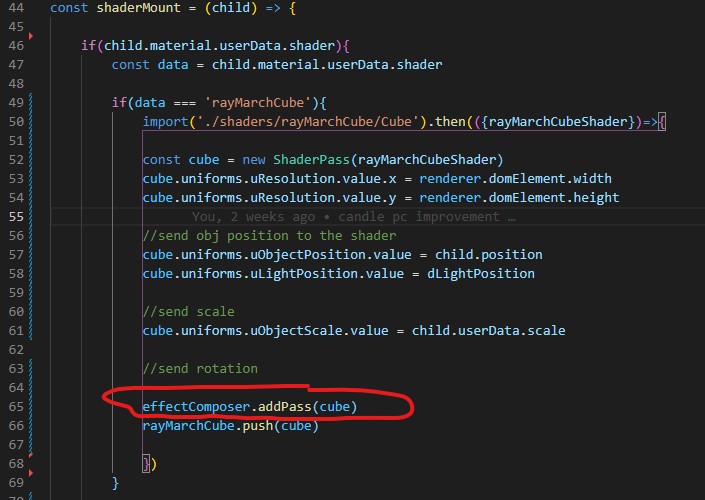 44 const shaderMount = (child) => {
45
46 if(child.material.userData.shader){
47 const data = child.material.userData.shader
48
49 if(data === 'rayMarchCube'){
50 import('./shaders/rayMarchCube/Cube').then(({rayMarchCubeShader})=>{
51
52 const cube = new ShaderPass(rayMarchCubeShader)
53 cube.uniforms.uResolution.value.x = renderer.domElement.width
54 cube.uniforms.uResolution.value.y = renderer.domElement.height
55 You, 2 weeks ago • candle pc improvement …
56 //send obj position to the shader
57 cube.uniforms.uObjectPosition.value = child.position
58 cube.uniforms.uLightPosition.value = dLightPosition
59
60 //send scale
61 cube.uniforms.uObjectScale.value = child.userData.scale
62
63 //send rotation
64
65 effectComposer.addPass(cube)
66 rayMarchCube.push(cube)
67
68 })
69 }